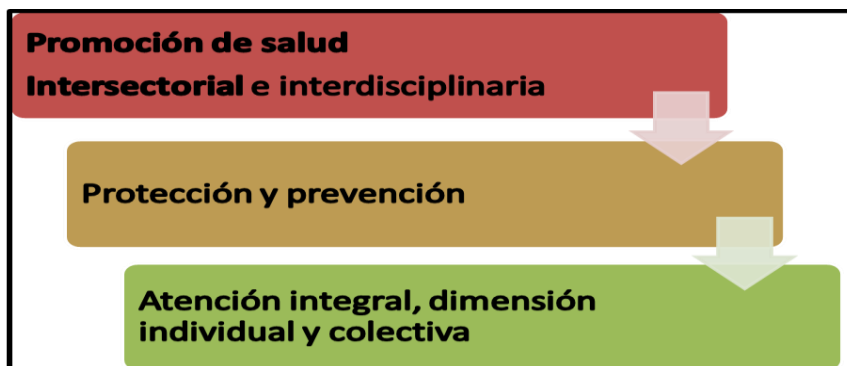 Promoción de salud
Intersectorial e interdisciplinaria
Protección y prevención
Atención integral, dimensión
individual y colectiva